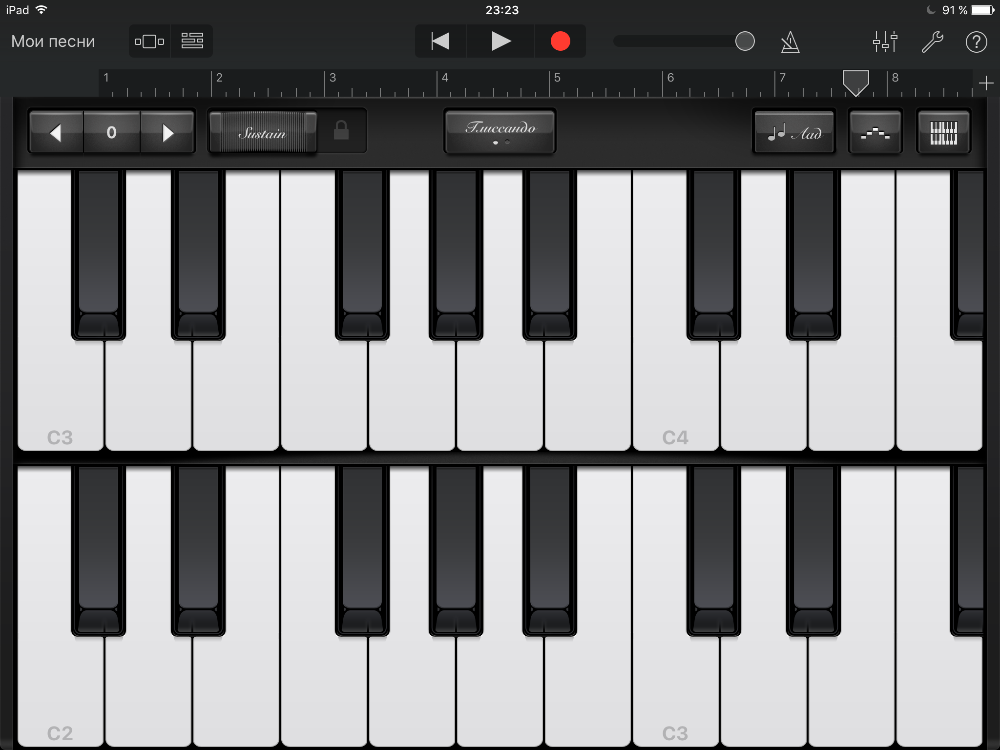 iPad 23:23 91 %
Мои песни
?
1 2 3 4 5 6 7 8
0 Sustain Глиссандо Лад
C3 C4
C2 C3